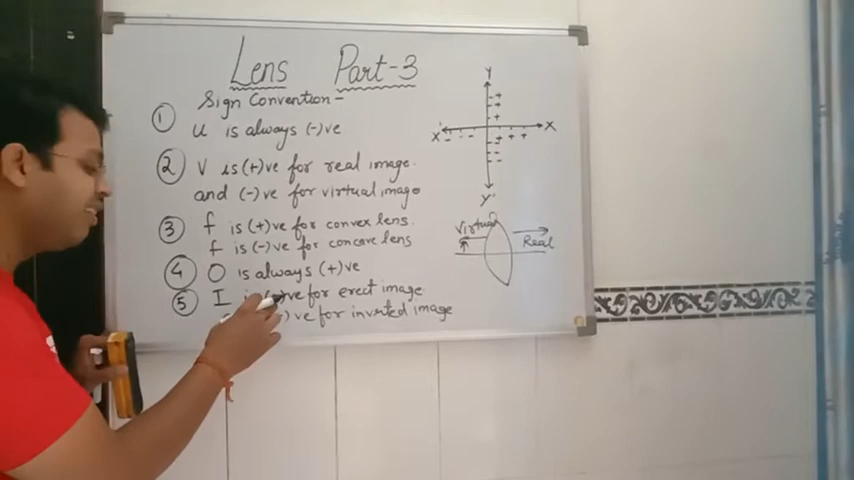 Lens Part-3
Sign Convention-
① u is always (-)ve
② V is (+)ve for real image.
and (-)ve for virtual image
③ f is (+)ve for convex lens.
f is (-)ve for concave lens
④ O is always (+)ve
⑤ I ve for erect image
)ve for inverted image
Y
X' X
Y'
Virtual
Real